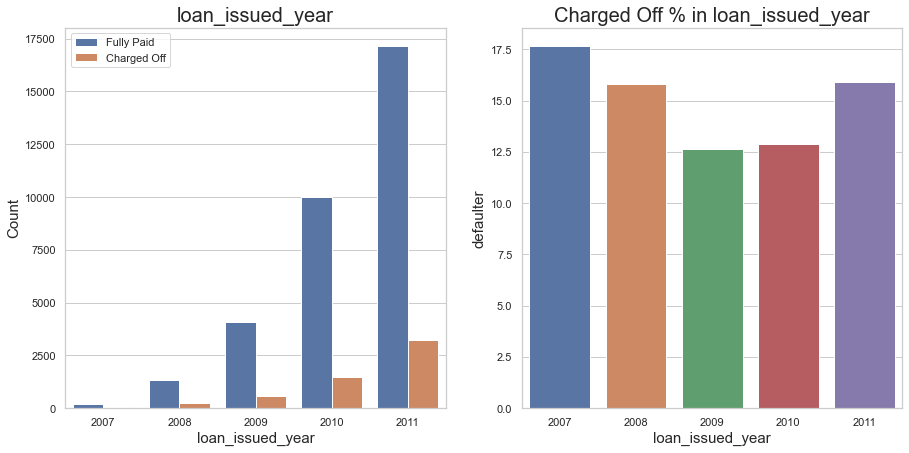 loan_issued_year
17500
15000
12500
10000
7500
5000
2500
0
Count
Fully Paid
Charged Off
2007 2008 2009 2010 2011
loan_issued_year
Charged Off % in loan_issued_year
17.5
15.0
12.5
10.0
7.5
5.0
2.5
0.0
defaulter
2007 2008 2009 2010 2011
loan_issued_year